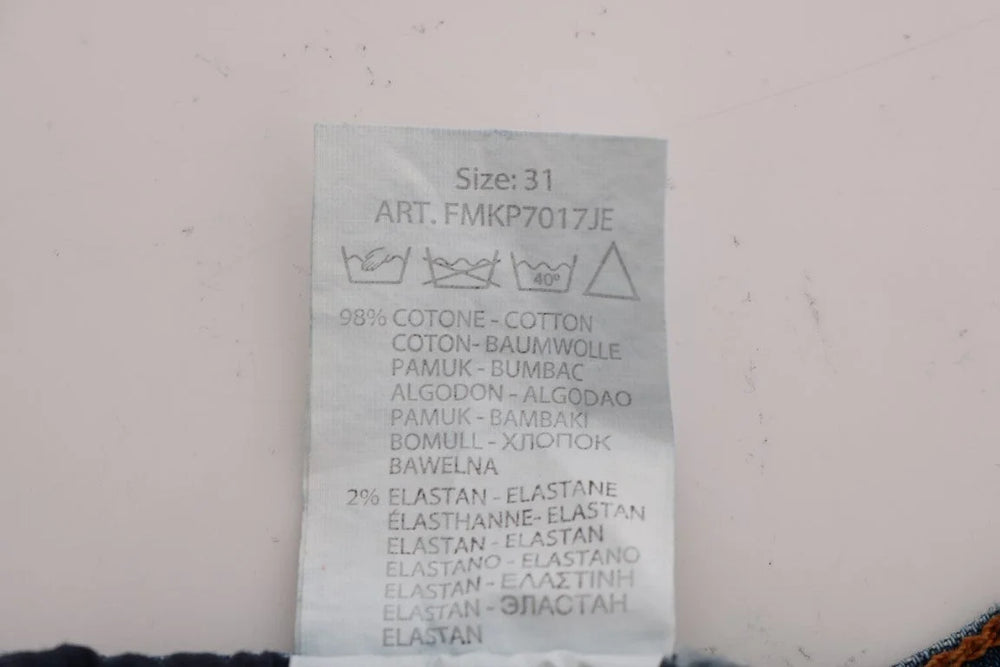 Size: 31
ART. FMKP7017JE
40º
98% COTONE - COTTON
COTON- BAUMWOLLE
PAMUK - BUMBAC
ALGODON - ALGODAO
PAMUK - BAMBAKI
BOMULL - ХЛОПОК
BAWELNA
2% ELASTAN - ELASTANE
ÉLASTHANNE- ELASTAN
ELASTAN - ELASTAN
ELASTANO - ELASTANO
ELASTAN - ΕΛΑΣΤΙΝΗ
ELASTAN - ЭЛАСТАН
ELASTAN